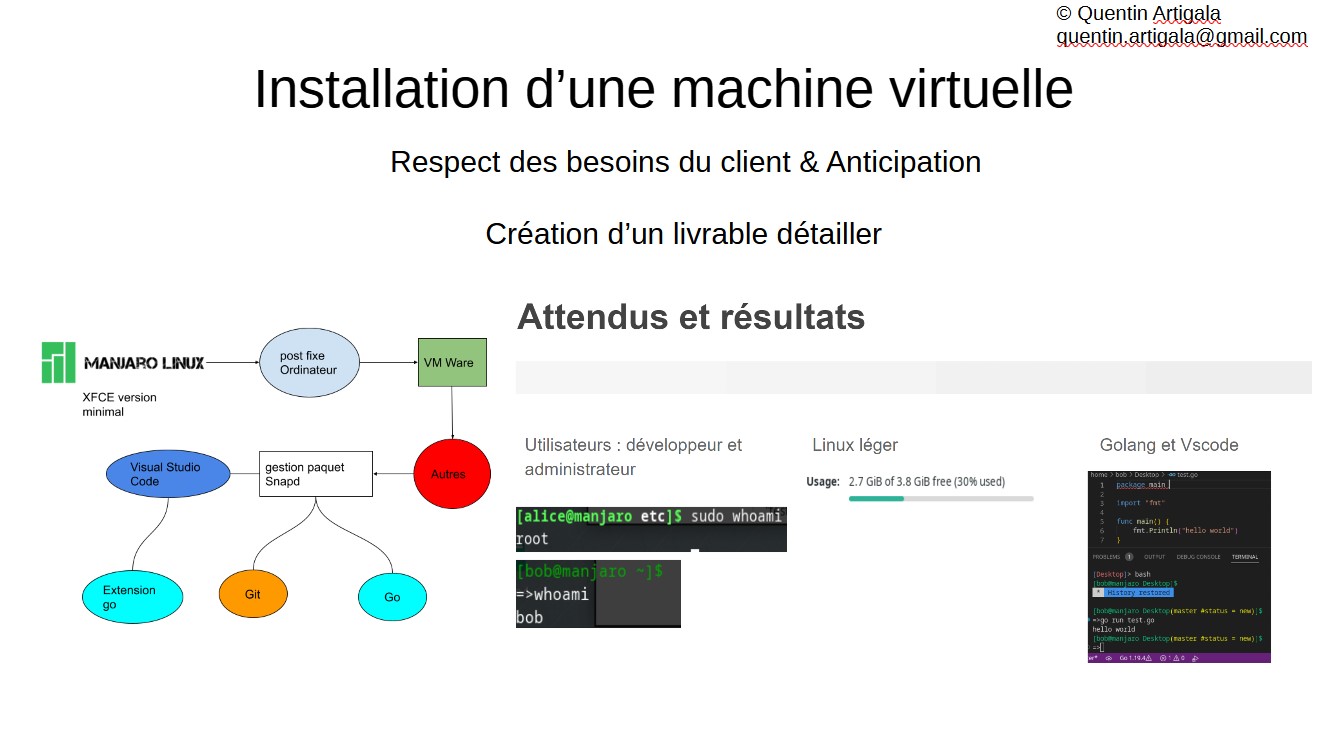 © Quentin Artigala
quentin.artigala@gmail.com
Installation d’une machine virtuelle
Respect des besoins du client & Anticipation
Création d’un livrable détailler
MANJARO LINUX
XFCE version
minimal
post fixe
Ordinateur
VM Ware
Visual Studio
Code
gestion paquet
Snapd
Autres
Extension
go
Git
Go
Attendus et résultats
Utilisateurs : développeur et
administrateur
[alice@manjaro etc]$ sudo whoami
root
[bob@manjaro ~]$
=>whoami
bob
Linux léger
Usage: 2.7 GiB of 3.8 GiB free (30% used)
Golang et Vscode
home > bob > Desktop > test.go
1 package main
2
3 import "fmt"
4
5 func main() {
6 fmt.Println("hello world")
7 }
PROBLEMS 1 OUTPUT DEBUG CONSOLE TERMINAL
[Desktop]> bash
[bob@manjaro Desktop]$
* History restored
[bob@manjaro Desktop(master #status = new)]$
=>go run test.go
hello world
[bob@manjaro Desktop(master #status = new)]$
=>
Go 1.19.4 1 0